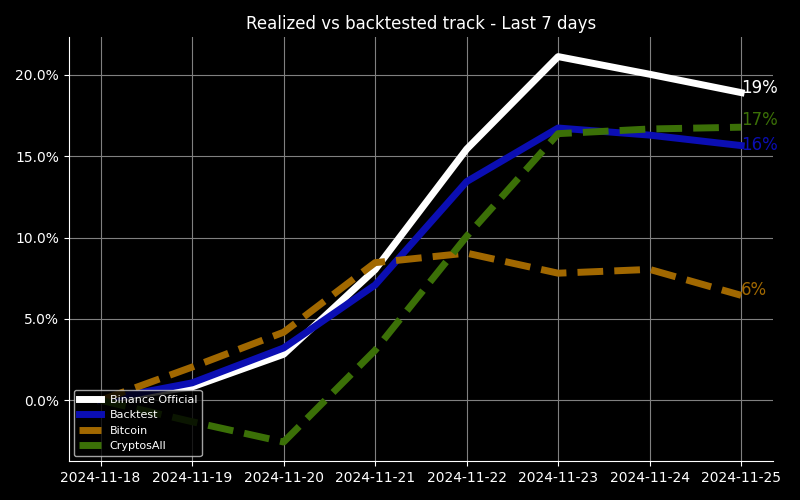 Realized vs backtested track - Last 7 days
20.0%
15.0%
10.0%
5.0%
0.0%
19%
17%
16%
6%
Binance Official
Backtest
Bitcoin
CryptosAll
2024-11-18 2024-11-19 2024-11-20 2024-11-21 2024-11-22 2024-11-23 2024-11-24 2024-11-25